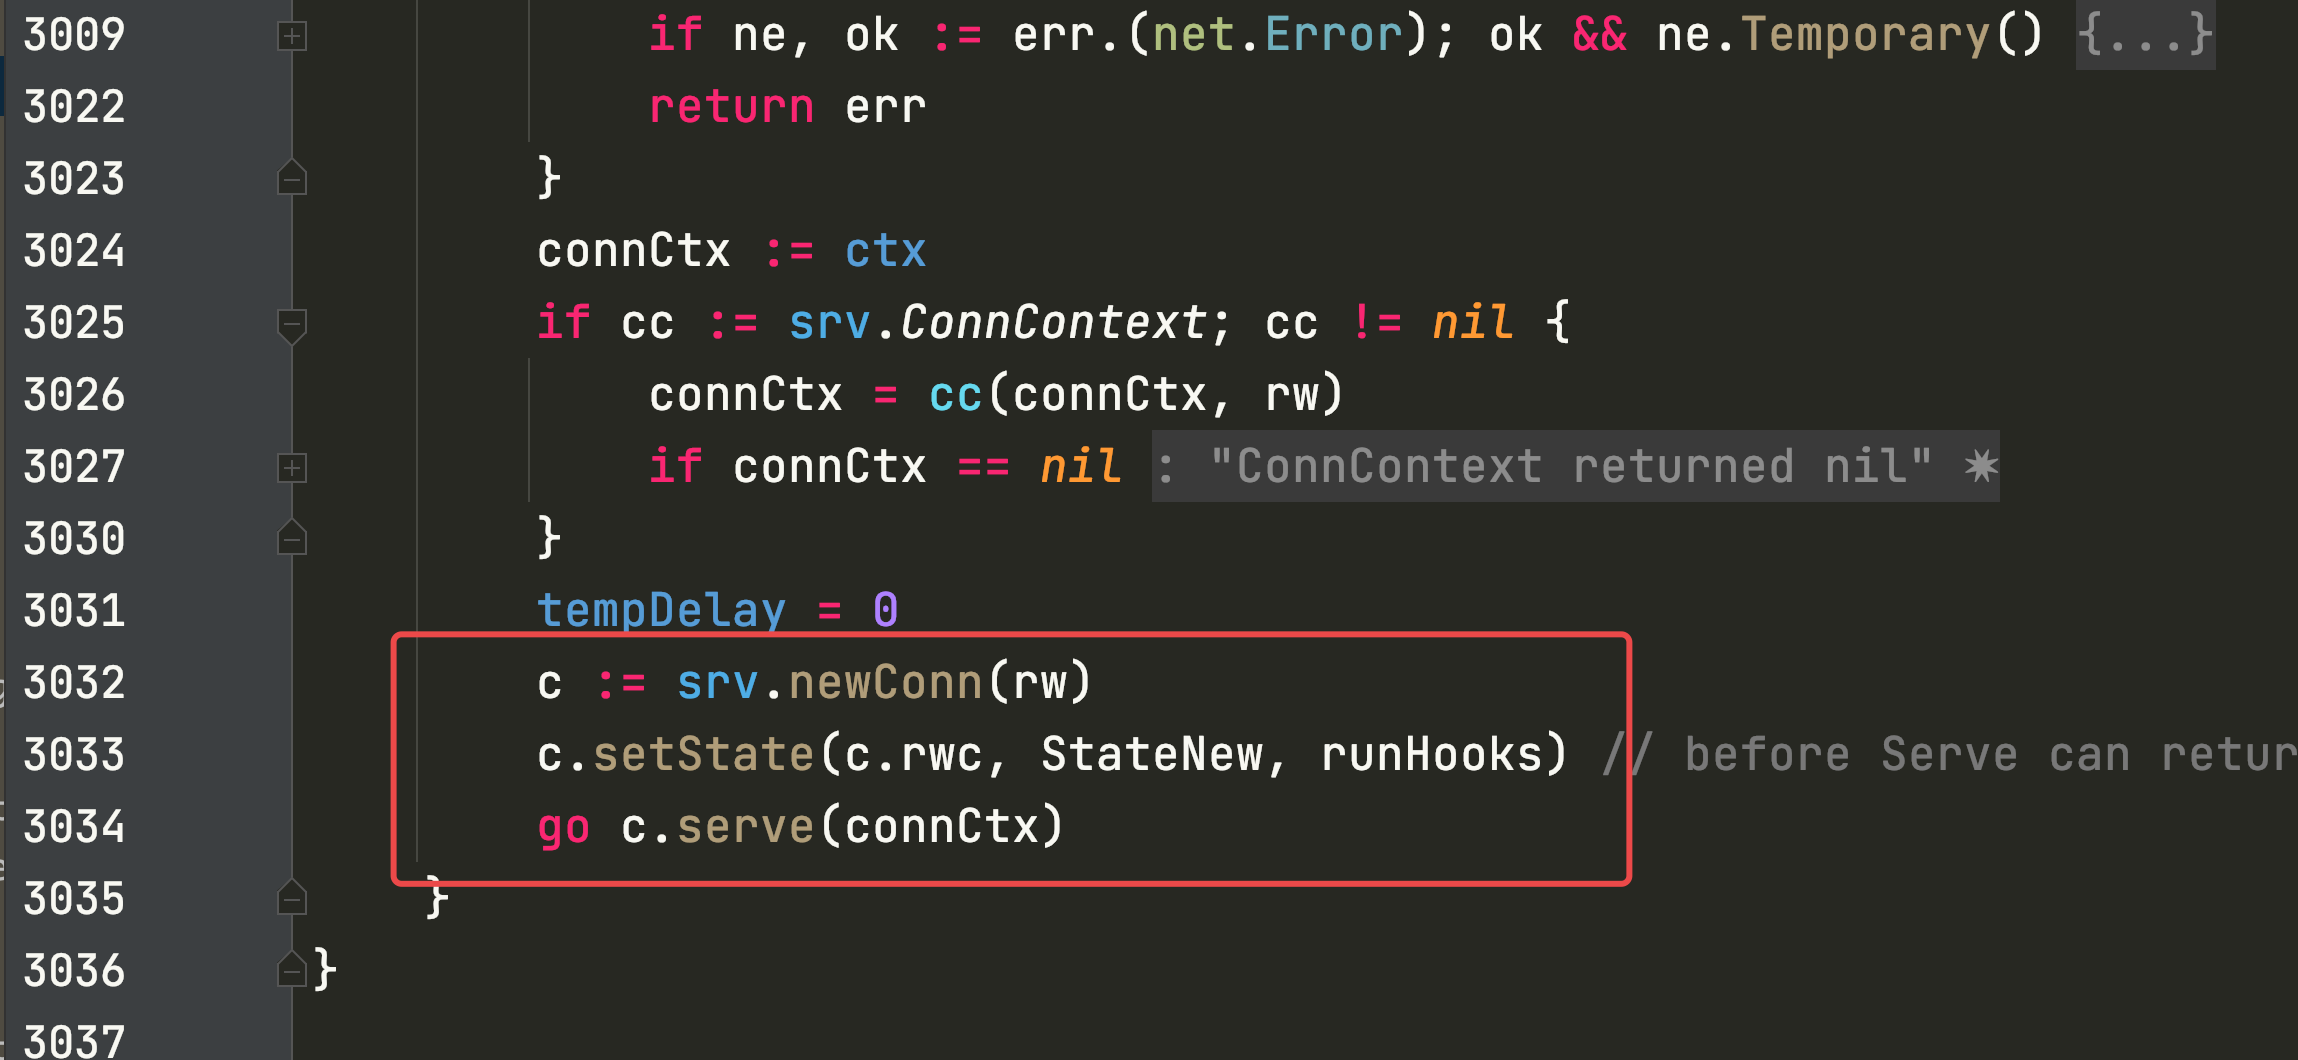 3009 if ne, ok := err.(net.Error); ok && ne.Temporary() {...}
3022 return err
3023 }
3024 connCtx := ctx
3025 if cc := srv.ConnContext; cc != nil {
3026 connCtx = cc(connCtx, rw)
3027 if connCtx == nil : "ConnContext returned nil"
3030 }
3031 tempDelay = 0
3032 c := srv.newConn(rw)
3033 c.setState(c.rwc, StateNew, runHooks) // before Serve can retur
3034 go c.serve(connCtx)
3035 }
3036 }
3037